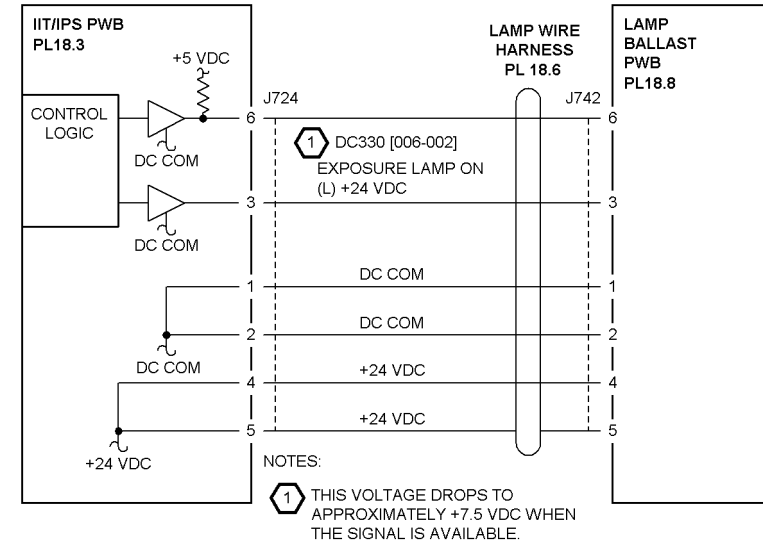 IIT/IPS PWB
PL18.3
+5 VDC
CONTROL
LOGIC
DC COM
DC COM
DC COM
+24 VDC
J724
6
3
1
2
4
5
LAMP WIRE
HARNESS
PL 18.6
1 DC330 [006-002]
EXPOSURE LAMP ON
(L) +24 VDC
DC COM
DC COM
+24 VDC
+24 VDC
J742
6
3
1
2
4
5
LAMP
BALLAST
PWB
PL18.8
NOTES:
1 THIS VOLTAGE DROPS TO
APPROXIMATELY +7.5 VDC WHEN
THE SIGNAL IS AVAILABLE.